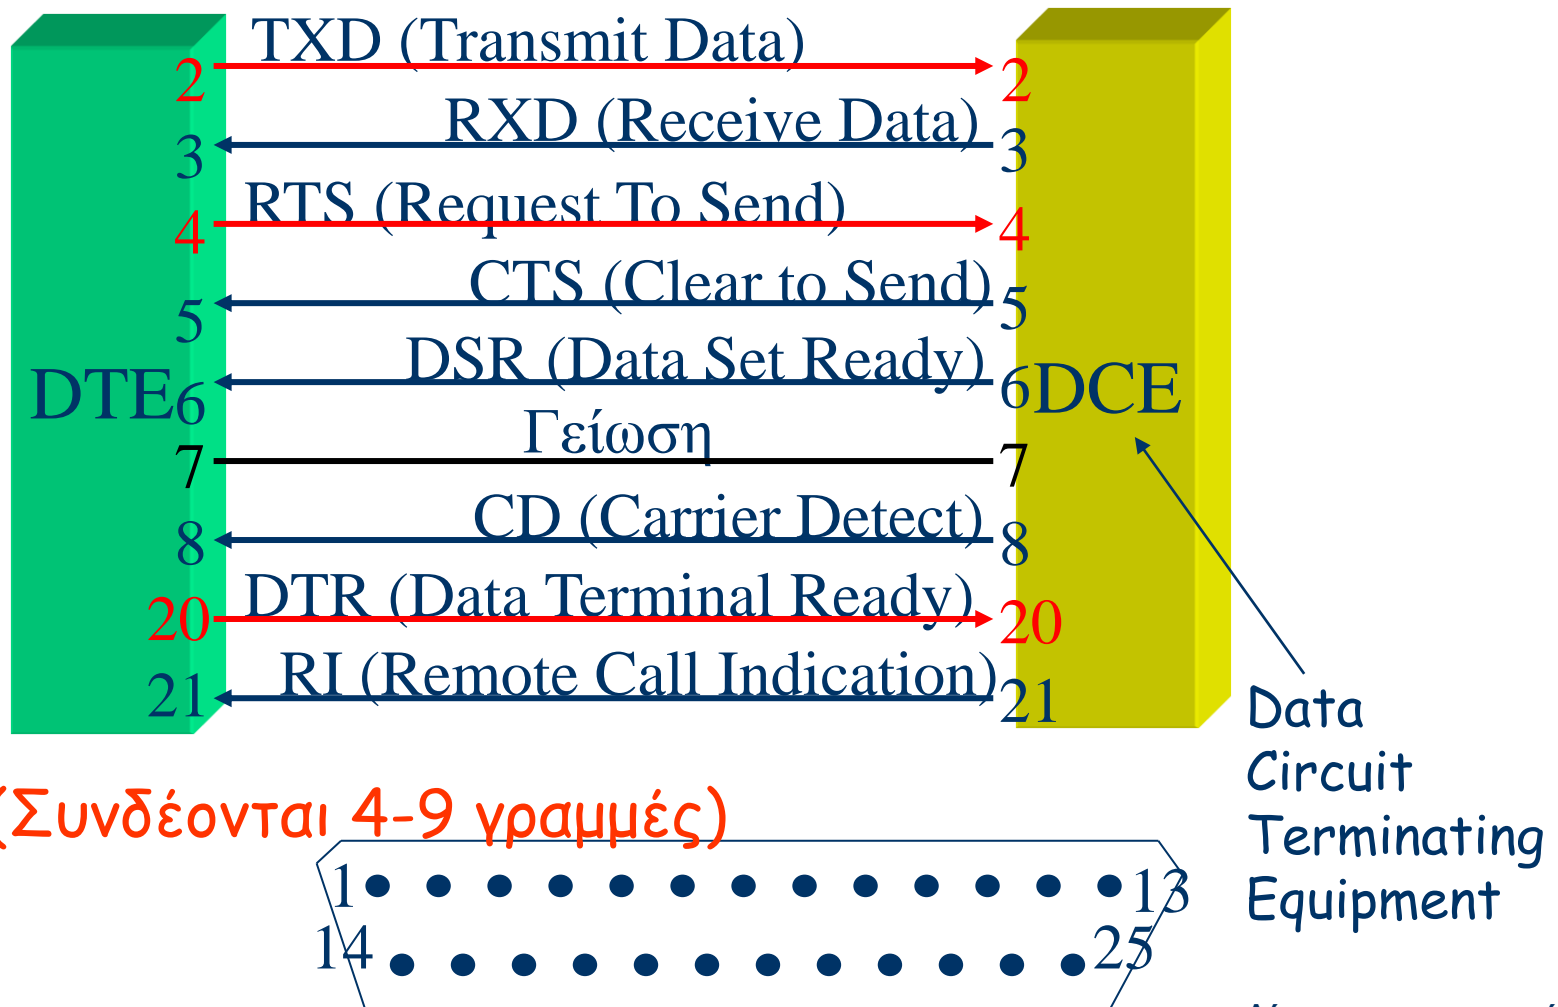 TXD (Transmit Data)
2 2
RXD (Receive Data)
3 3
RTS (Request To Send)
4 4
CTS (Clear to Send)
5 5
DSR (Data Set Ready)
DTE 6 6 DCE
Γείωση
7 7
CD (Carrier Detect)
8 8
DTR (Data Terminal Ready)
20 20
RI (Remote Call Indication)
21 21
Data
Circuit
Terminating
Equipment
(Συνδέονται 4-9 γραμμές)
1 13
14 25